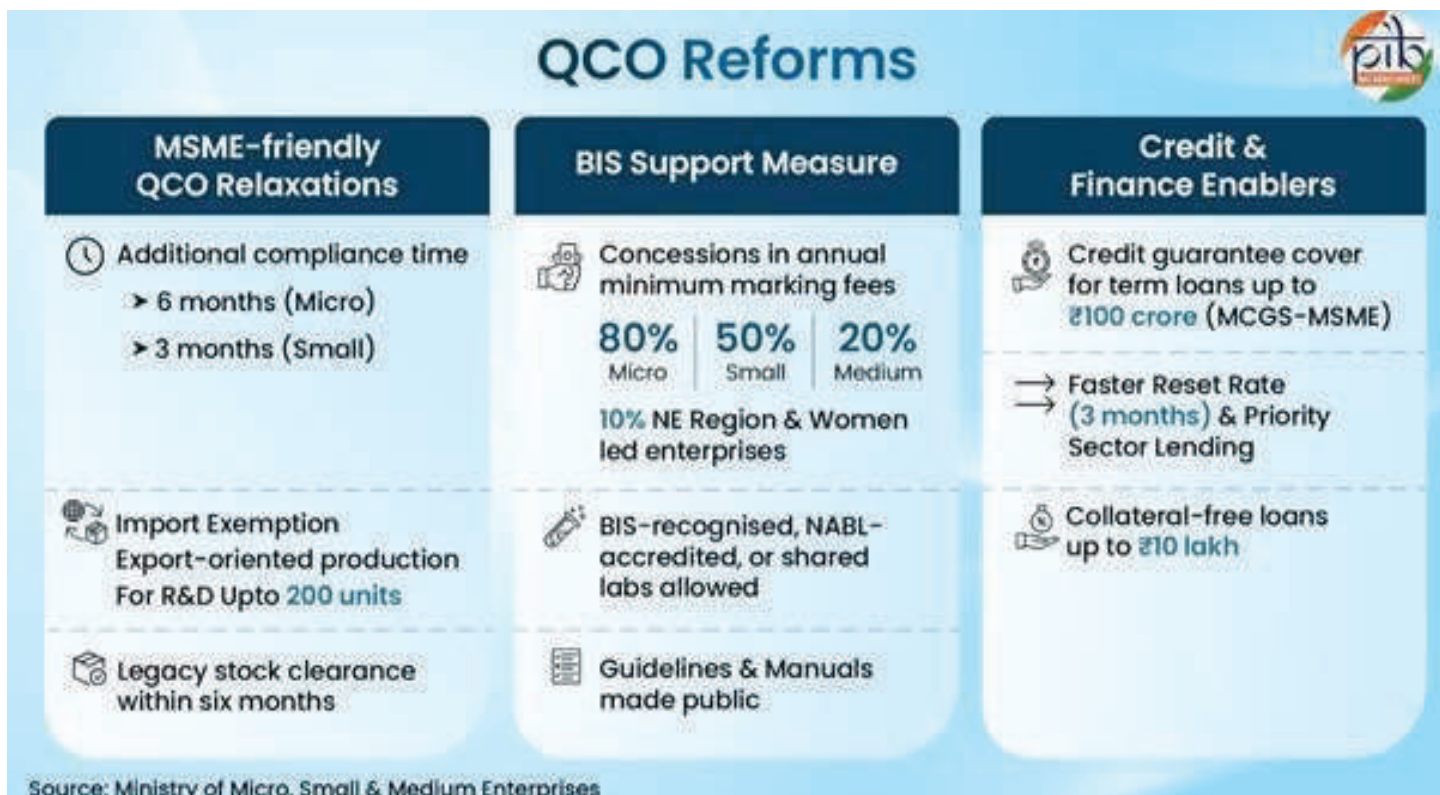 QCO Reforms
pib
MSME-friendly
QCO Relaxations
Additional compliance time
➤ 6 months (Micro)
➤ 3 months (Small)
Import Exemption
Export-oriented production
For R&D Upto 200 units
Legacy stock clearance
within six months
BIS Support Measure
Concessions in annual
minimum marking fees
80% 50% 20%
Micro Small Medium
10% NE Region & Women
led enterprises
BIS-recognised, NABL-
accredited, or shared
labs allowed
Guidelines & Manuals
made public
Credit &
Finance Enablers
Credit guarantee cover
for term loans up to
₹100 crore (MCGS-MSME)
Faster Reset Rate
(3 months) & Priority
Sector Lending
Collateral-free loans
up to ₹10 lakh
Source: Ministry of Micro, Small & Medium Enterprises